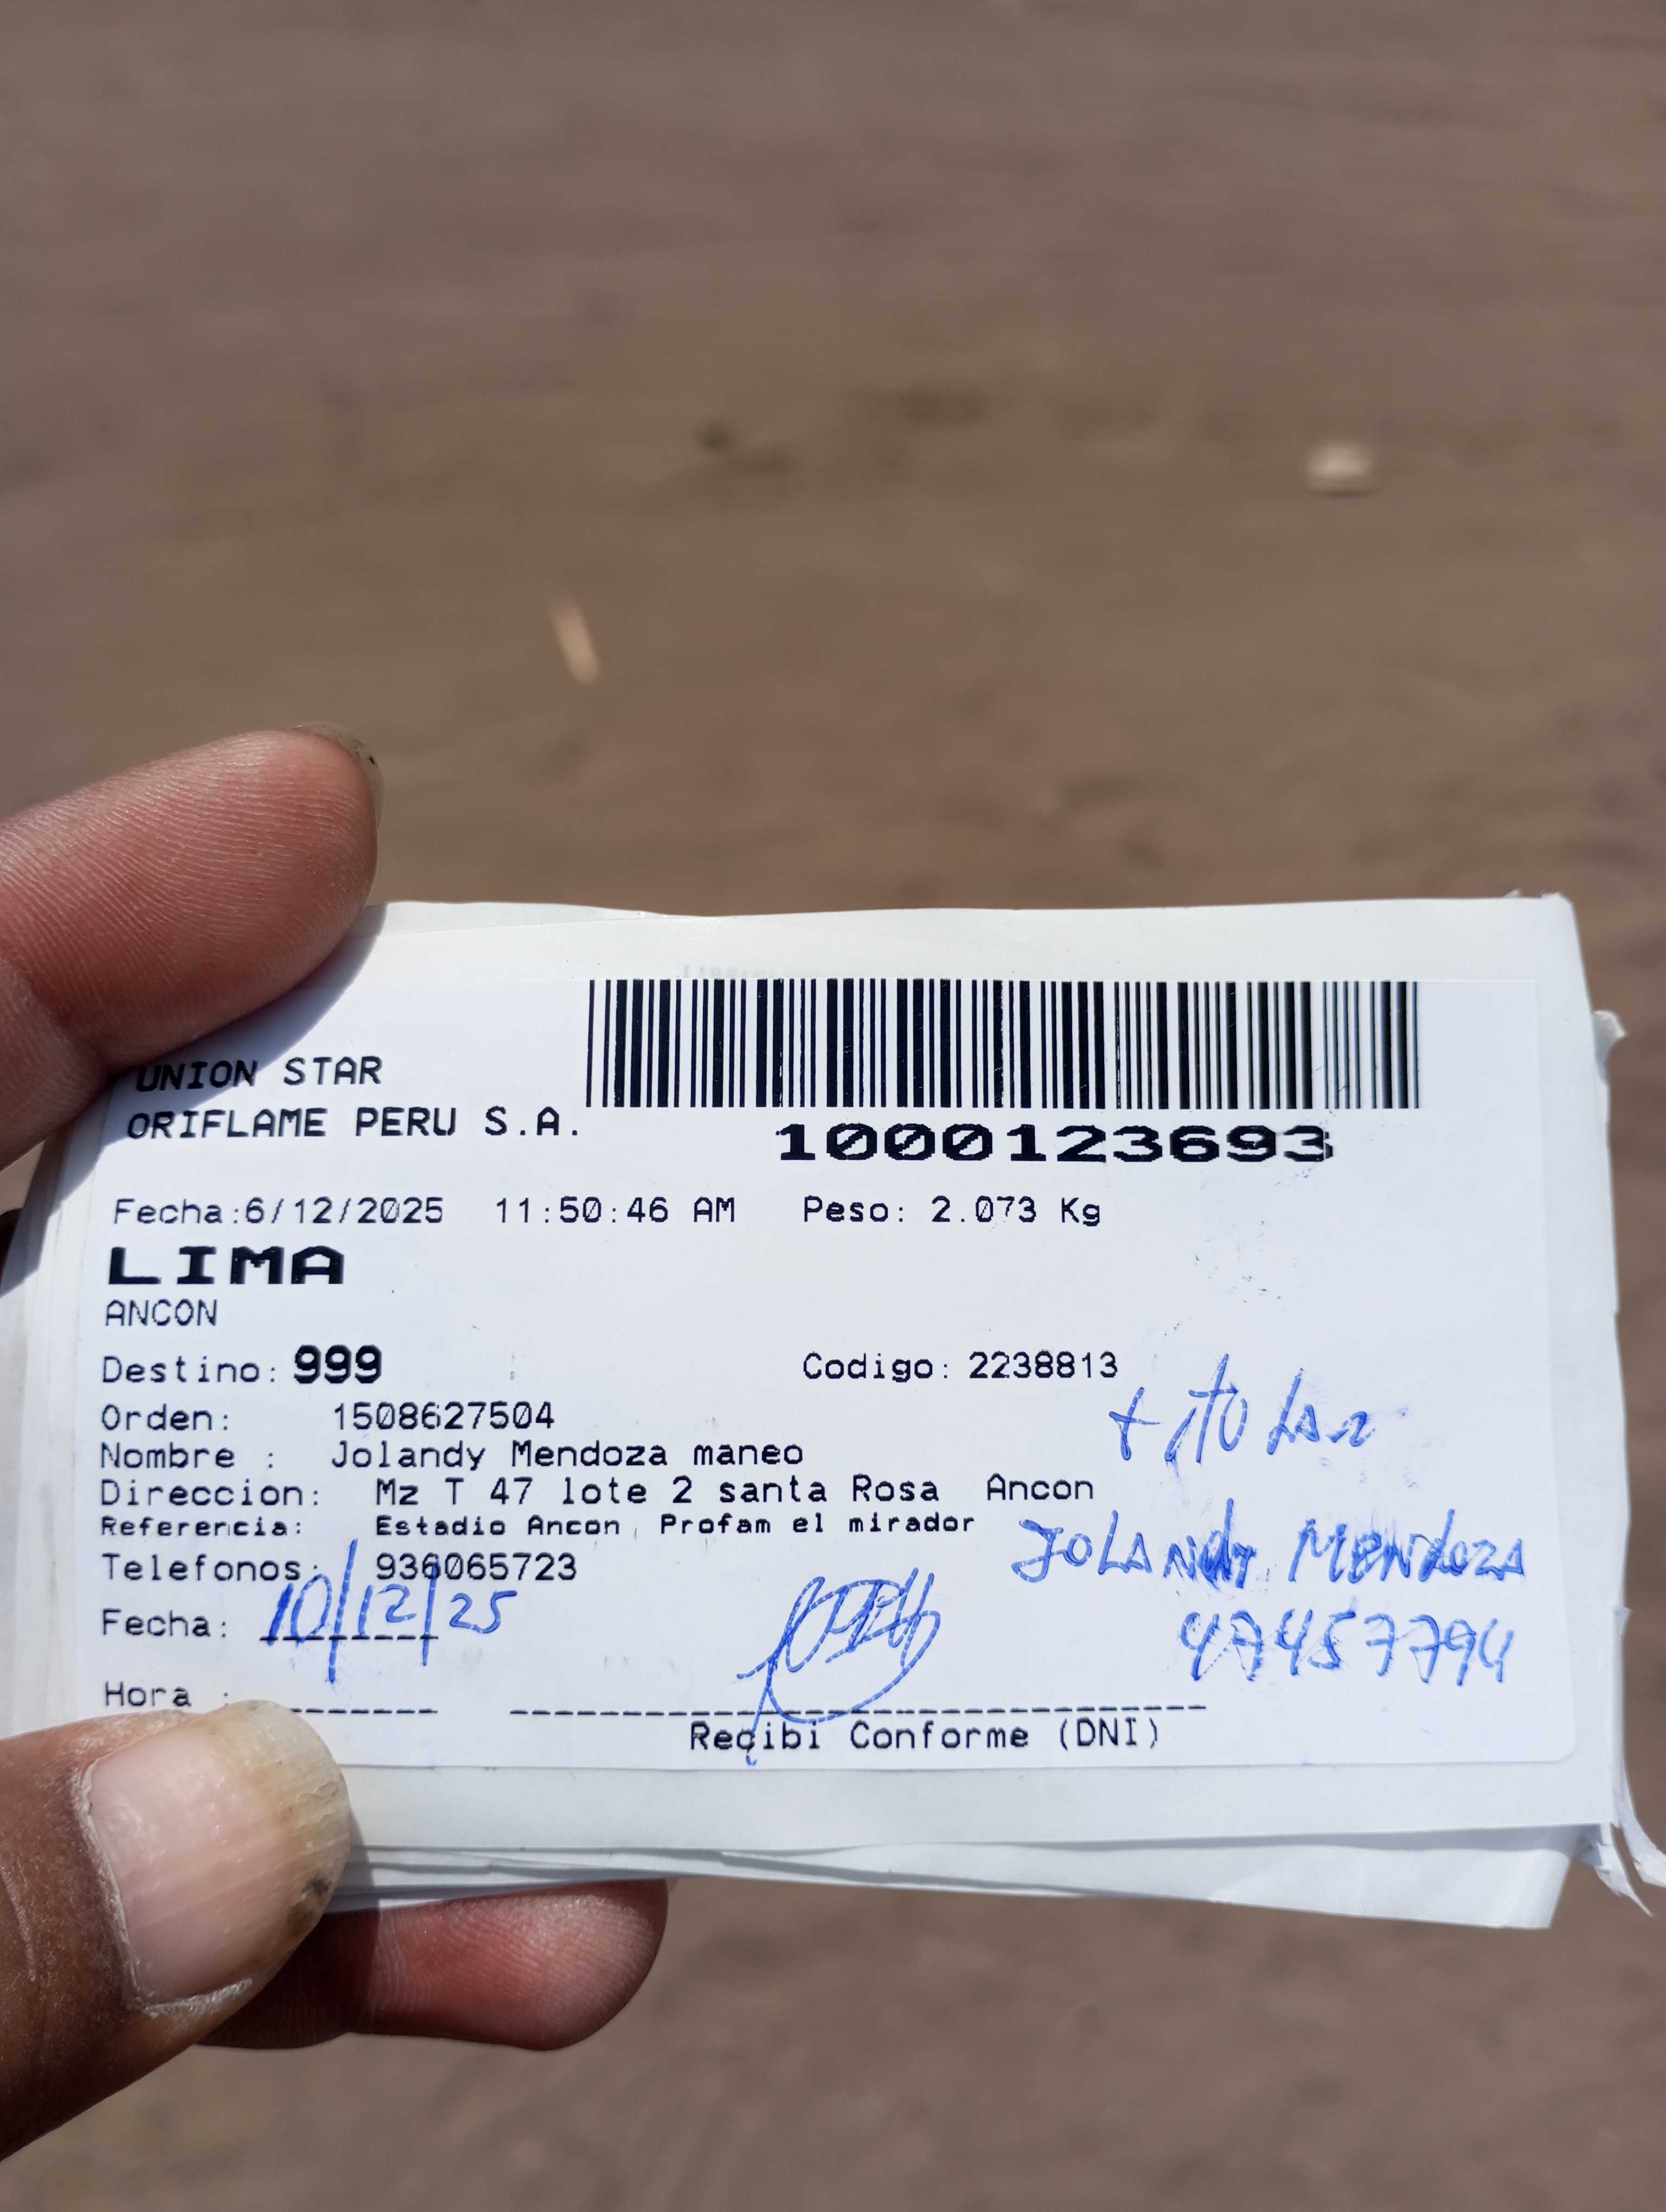 UNION STAR
ORIFLAME PERU S.A.
1000123693
Fecha:6/12/2025 11:50:46 AM Peso: 2.073 Kg
LIMA
ANCON
Destino: 999 Codigo: 2238813
titular
Orden: 1508627504
Nombre : Jolandy Mendoza maneo
Direccion: Mz T 47 lote 2 santa Rosa Ancon
Referencia: Estadio Ancon, Profam el mirador
JOLANDY MENDOZA
Telefonos: 936065723
Fecha: 10/12/25
47457794
Hora :
Recibi Conforme (DNI)